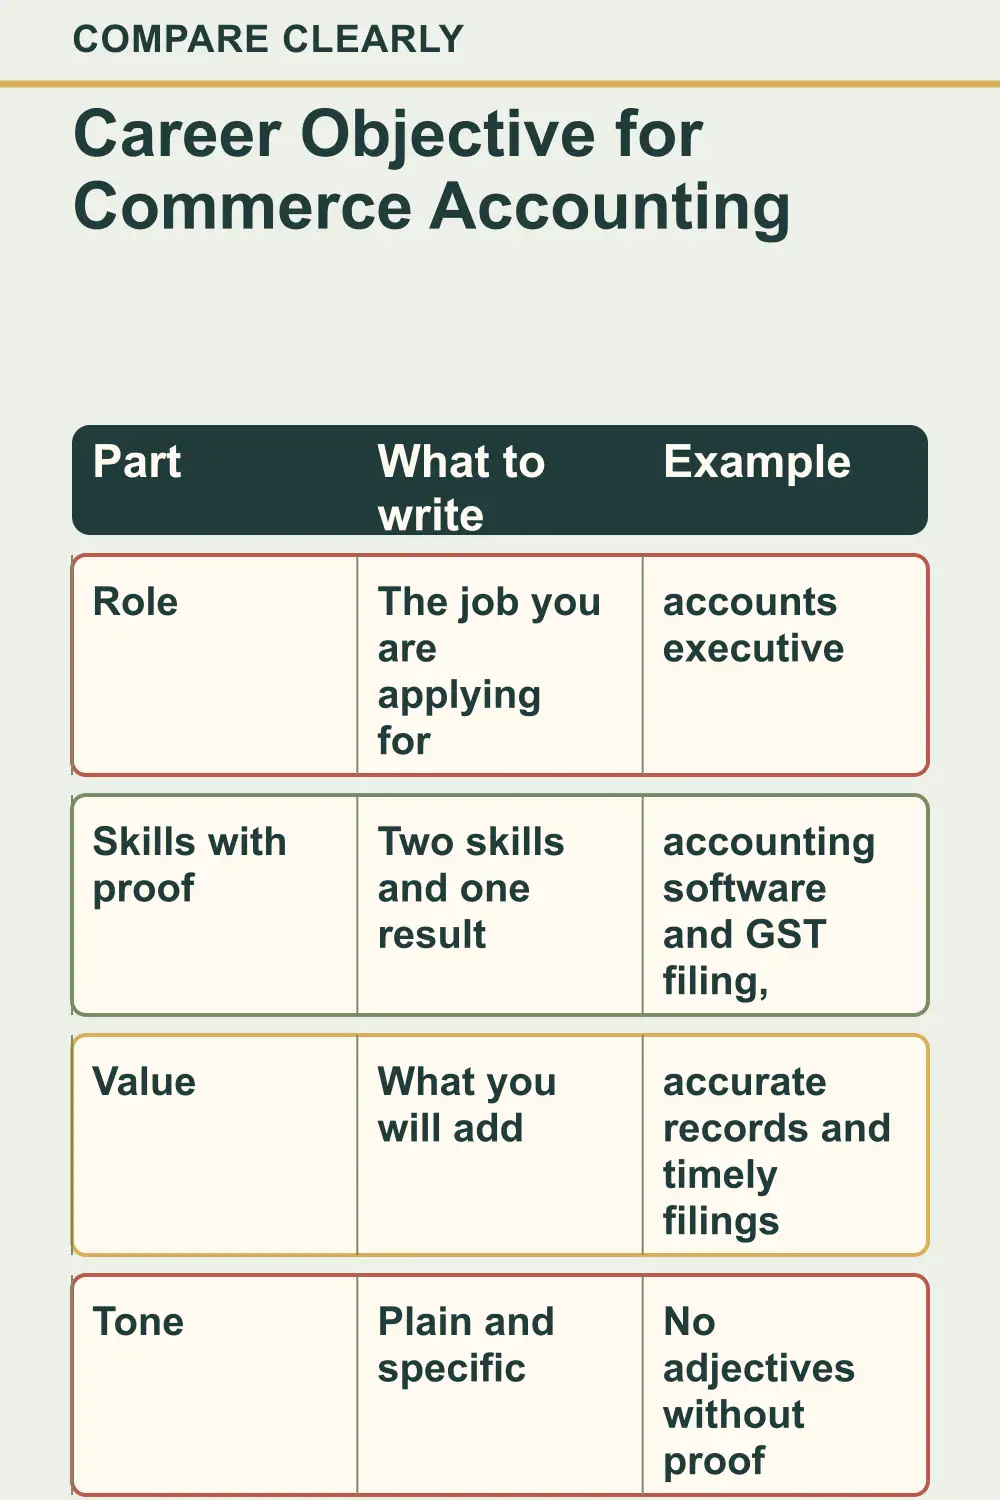 COMPARE CLEARLY
Career Objective for
Commerce Accounting
Part
What to
write
Example
Role
The job you
are
applying
for
accounts
executive
Skills with
proof
Two skills
and one
result
accounting
software
and GST
filing,
Value
What you
will add
accurate
records and
timely
filings
Tone
Plain and
specific
No
adjectives
without
proof